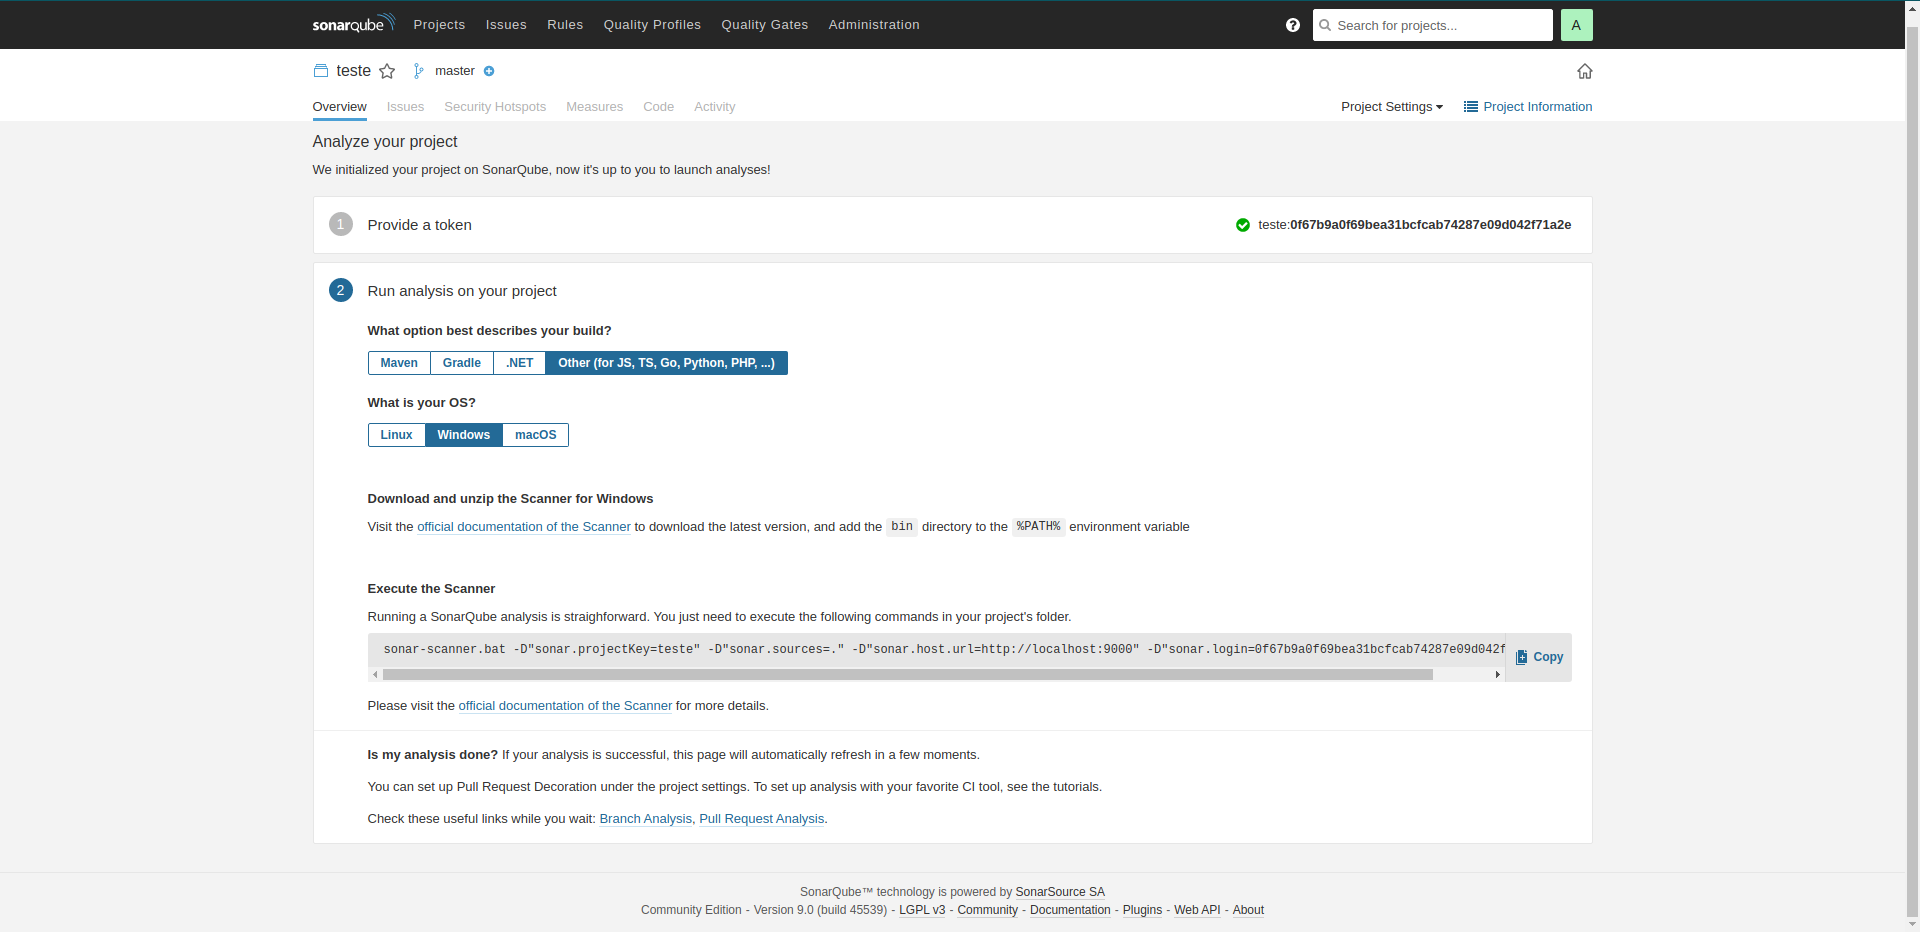 sonarqube Projects Issues Rules Quality Profiles Quality Gates Administration Search for projects... A
teste master
Overview Issues Security Hotspots Measures Code Activity Project Settings Project Information
Analyze your project
We initialized your project on SonarQube, now it's up to you to launch analyses!
1 Provide a token teste:0f67b9a0f69bea31bcfcab74287e09d042f71a2e
2 Run analysis on your project
What option best describes your build?
Maven Gradle .NET Other (for JS, TS, Go, Python, PHP, ...)
What is your OS?
Linux Windows macOS
Download and unzip the Scanner for Windows
Visit the official documentation of the Scanner to download the latest version, and add the bin directory to the %PATH% environment variable
Execute the Scanner
Running a SonarQube analysis is straighforward. You just need to execute the following commands in your project's folder.
sonar-scanner.bat -D"sonar.projectKey=teste" -D"sonar.sources=." -D"sonar.host.url=http://localhost:9000" -D"sonar.login=0f67b9a0f69bea31bcfcab74287e09d042f
Copy
Please visit the official documentation of the Scanner for more details.
Is my analysis done? If your analysis is successful, this page will automatically refresh in a few moments.
You can set up Pull Request Decoration under the project settings. To set up analysis with your favorite CI tool, see the tutorials.
Check these useful links while you wait: Branch Analysis, Pull Request Analysis.
SonarQube™ technology is powered by SonarSource SA
Community Edition - Version 9.0 (build 45539) - LGPL v3 - Community - Documentation - Plugins - Web API - About